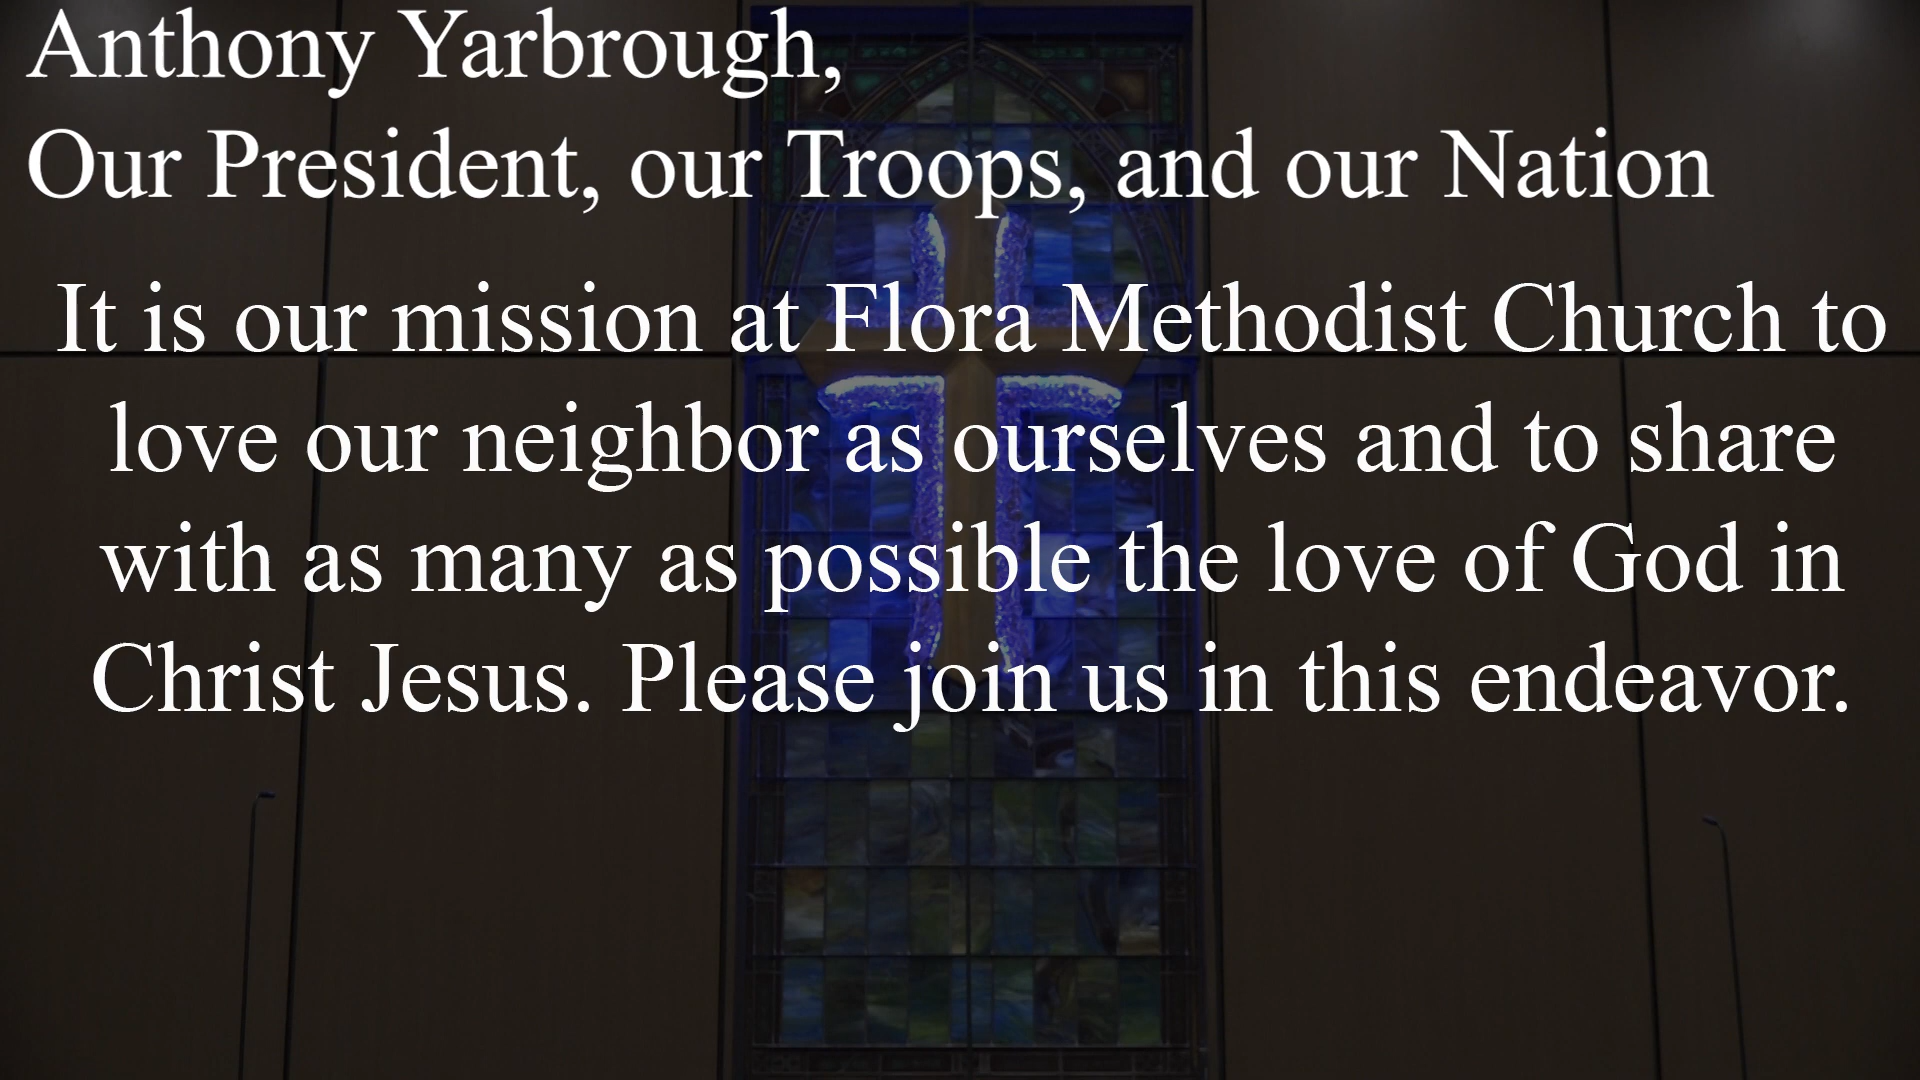 Anthony Yarbrough,
Our President, our Troops, and our Nation
It is our mission at Flora Methodist Church to
love our neighbor as ourselves and to share
with as many as possible the love of God in
Christ Jesus. Please join us in this endeavor.